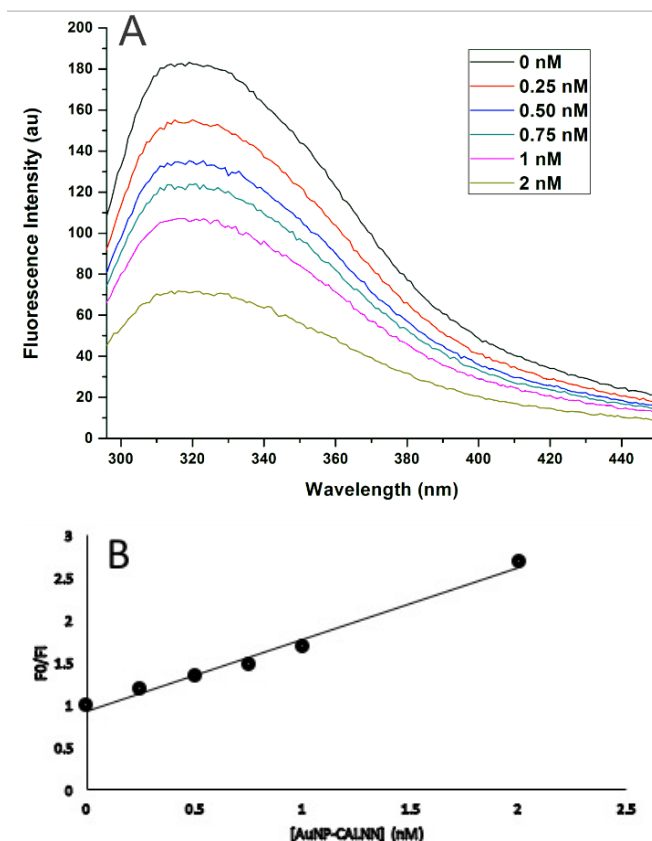 A
200
180
160
140
120
100
80
60
40
20
0
Fluorescence Intensity (au)
0 nM
0.25 nM
0.50 nM
0.75 nM
1 nM
2 nM
300 320 340 360 380 400 420 440
Wavelength (nm)
B
3
2.5
2
1.5
1
0.5
0
F0/FI
0 0.5 1 1.5 2 2.5
[AuNP-CALNN] (nM)